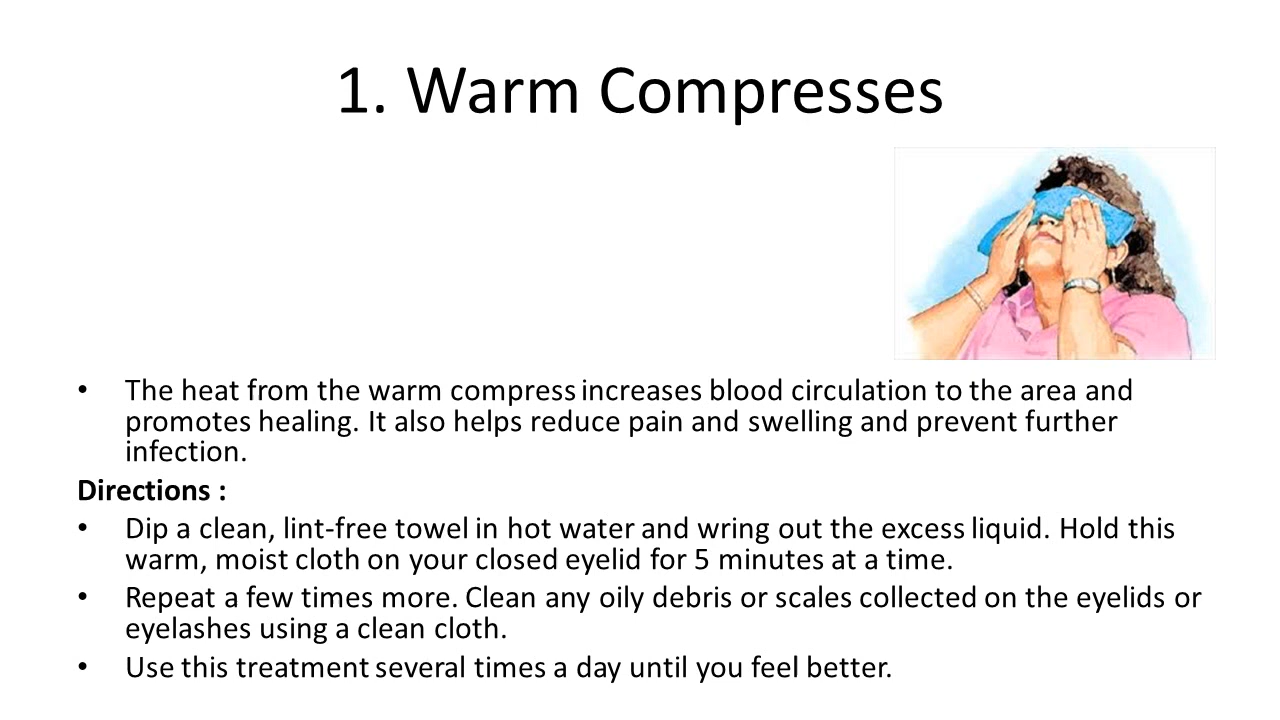 1. Warm Compresses
• The heat from the warm compress increases blood circulation to the area and
promotes healing. It also helps reduce pain and swelling and prevent further
infection.
Directions :
• Dip a clean, lint-free towel in hot water and wring out the excess liquid. Hold this
warm, moist cloth on your closed eyelid for 5 minutes at a time.
• Repeat a few times more. Clean any oily debris or scales collected on the eyelids or
eyelashes using a clean cloth.
• Use this treatment several times a day until you feel better.